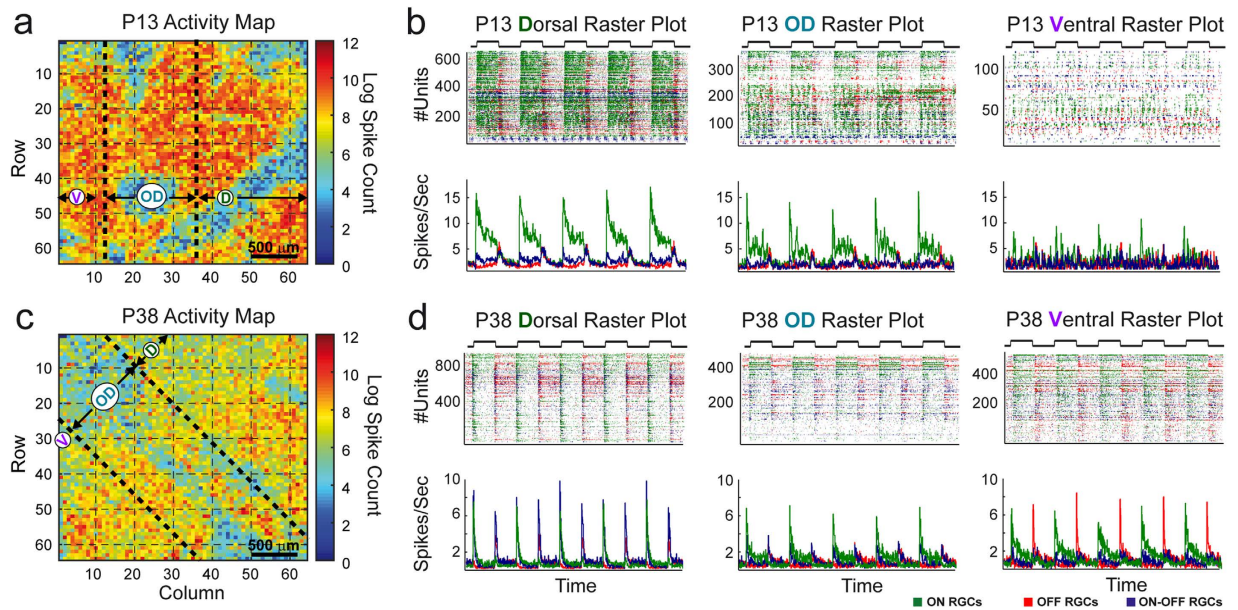 a
P13 Activity Map
12
10
8
6
4
2
0
Log Spike Count
Row
10
20
30
40
50
60
V
OD
D
500 µm
10 20 30 40 50 60
b
P13 Dorsal Raster Plot
P13 OD Raster Plot
P13 Ventral Raster Plot
#Units
600
400
200
300
200
100
100
50
Spikes/Sec
15
10
5
15
10
5
15
10
5
c
P38 Activity Map
12
10
8
6
4
2
0
Log Spike Count
Row
10
20
30
40
50
60
D
OD
V
500 µm
10 20 30 40 50 60
Column
d
P38 Dorsal Raster Plot
P38 OD Raster Plot
P38 Ventral Raster Plot
#Units
800
400
400
200
400
200
Spikes/Sec
10
8
6
4
2
10
8
6
4
2
10
8
6
4
2
Time
Time
Time
ON RGCs OFF RGCs ON-OFF RGCs